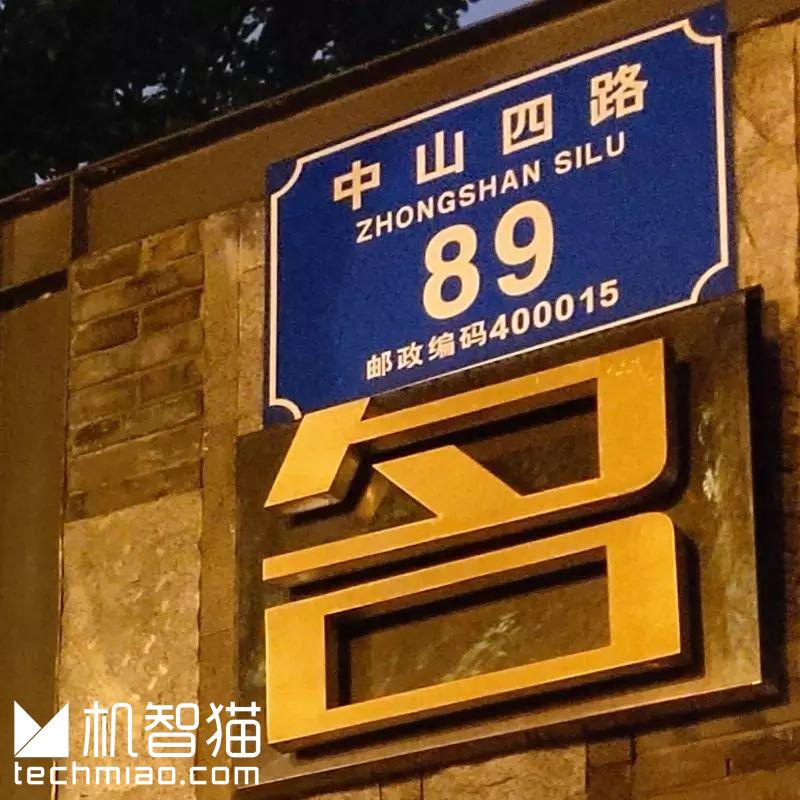 中山四路
ZHONGSHAN SILU
89
邮政编码400015
名
机智猫
techmiao.com